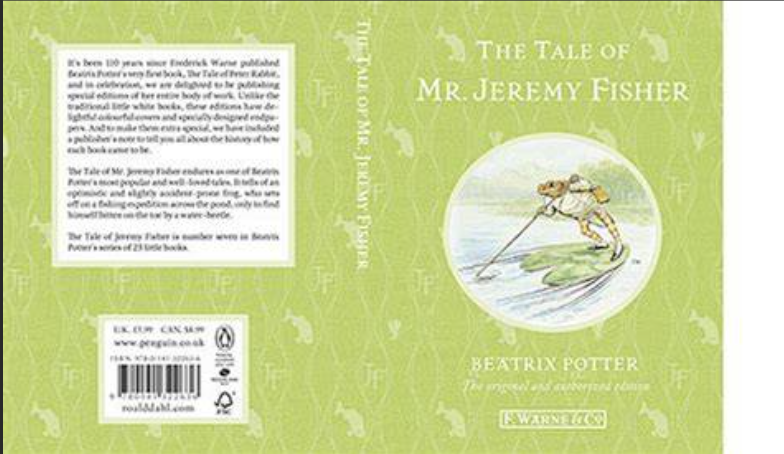 It's been 110 years since Frederick Warne published
Beatrix Potter's very first book, The Tale of Peter Rabbit,
and in celebration, we are delighted to be publishing
special editions of her entire body of work. Unlike the
traditional little white books, these editions have de-
lightful colourful covers and specially designed endpa-
pers. And to make them extra special, we have included
a publisher's note to tell you all about the history of how
each book came to be.
The Tale of Mr. Jeremy Fisher endures as one of Beatrix
Potter's most popular and well-loved tales. It tells of an
optimistic and slightly accident-prone frog, who sets
off on a fishing expedition across the pond, only to find
himself bitten on the toe by a water-beetle.
The Tale of Jeremy Fisher is number seven in Beatrix
Potter's series of 23 little books.
U.K. £5.99 CAN. $8.99
www.penguin.co.uk
roalddahl.com
FSC
THE TALE OF MR. JEREMY FISHER
THE TALE OF
MR. JEREMY FISHER
BEATRIX POTTER
The original and authorized edition
F. WARNE & Co
JF